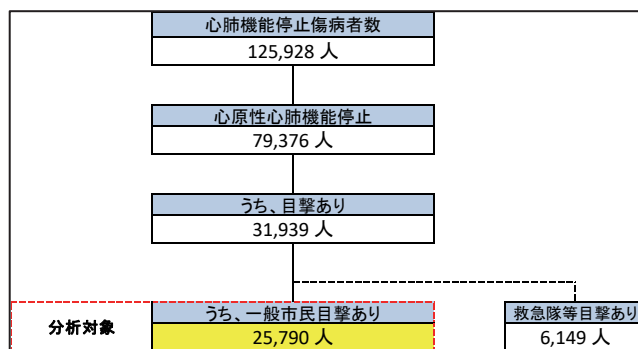 心肺機能停止傷病者数
125,928 人
心原性心肺機能停止
79,376 人
うち、目撃あり
31,939 人
分析対象
うち、一般市民目撃あり
25,790 人
救急隊等目撃あり
6,149 人